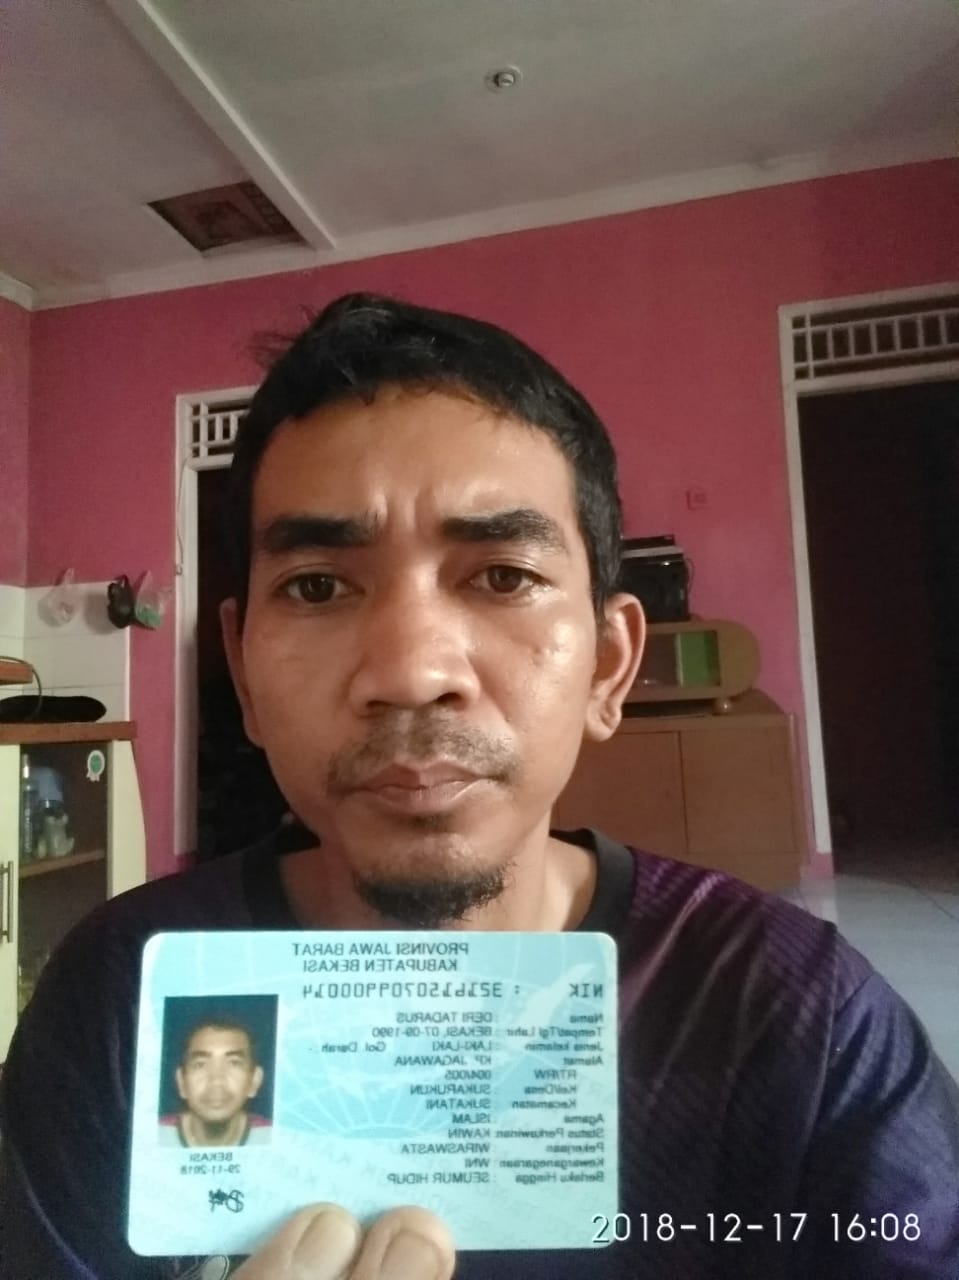 PROVINSI JAWA BARAT
KABUPATEN BEKASI
NIK : 3216150709900014
Nama : DERI TADARUS
Tempat/Tgl Lahir : BEKASI, 07-09-1990
Jenis kelamin : LAKI-LAKI Gol. Darah : -
Alamat : KP. JAGAWANA
RT/RW : 004/005
Kel/Desa : SUKARUKUN
Kecamatan : SUKATANI
Agama : ISLAM
Status Perkawinan: KAWIN
Pekerjaan : WIRASWASTA
Kewarganegaraan: WNI
Berlaku Hingga : SEUMUR HIDUP
BEKASI
29-11-2018
2018-12-17 16:08